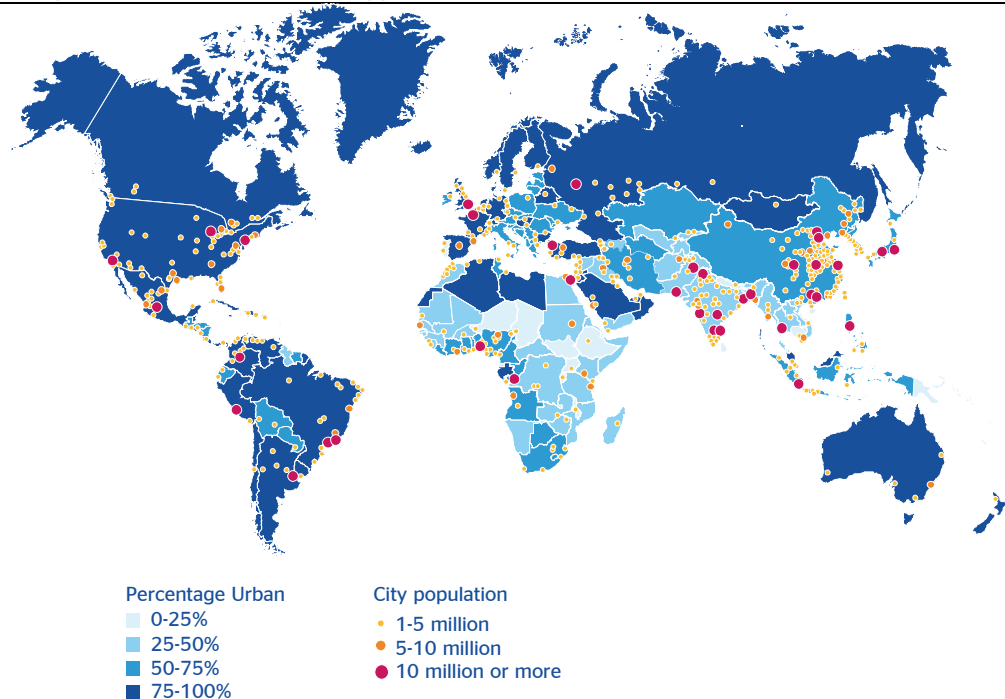 Percentage Urban
0-25%
25-50%
50-75%
75-100%
City population
1-5 million
5-10 million
10 million or more